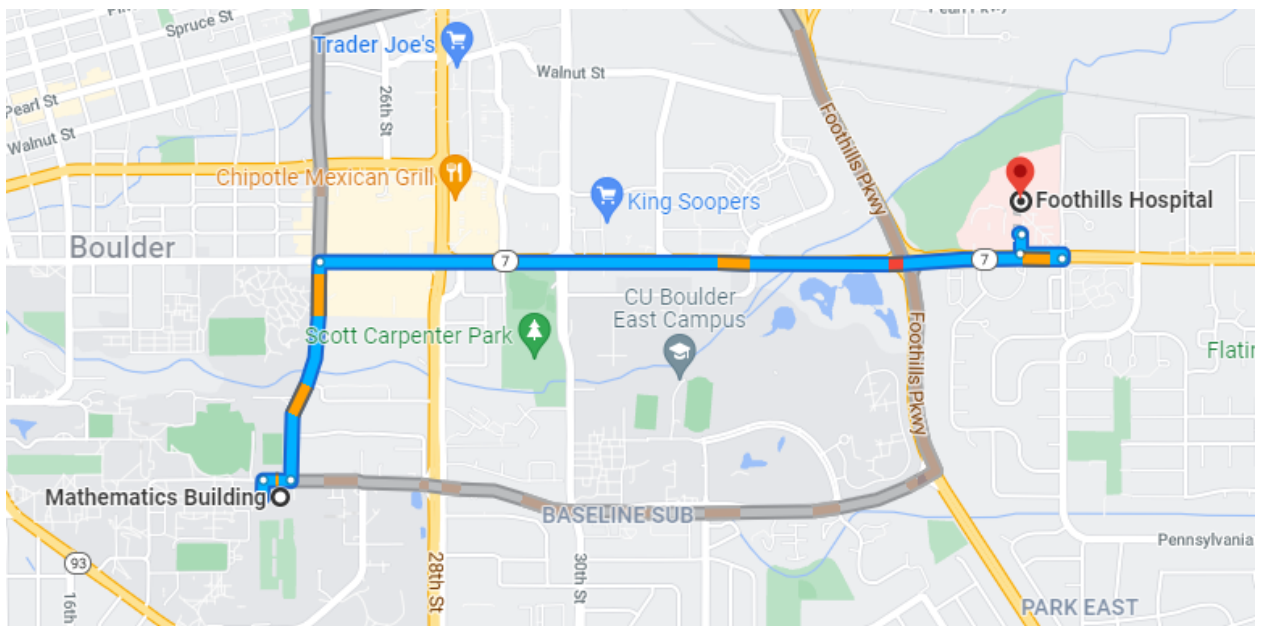 Spruce St
Trader Joe's
Walnut St
26th St
Pearl St
Walnut St
Foothills Pkwy
Chipotle Mexican Grill
King Soopers
Foothills Hospital
Boulder
7
7
CU Boulder
East Campus
Scott Carpenter Park
Foothills Pkwy
Flatir
Mathematics Building
BASELINE SUB
Pennsylvania
93
28th St
30th St
16th
PARK EAST